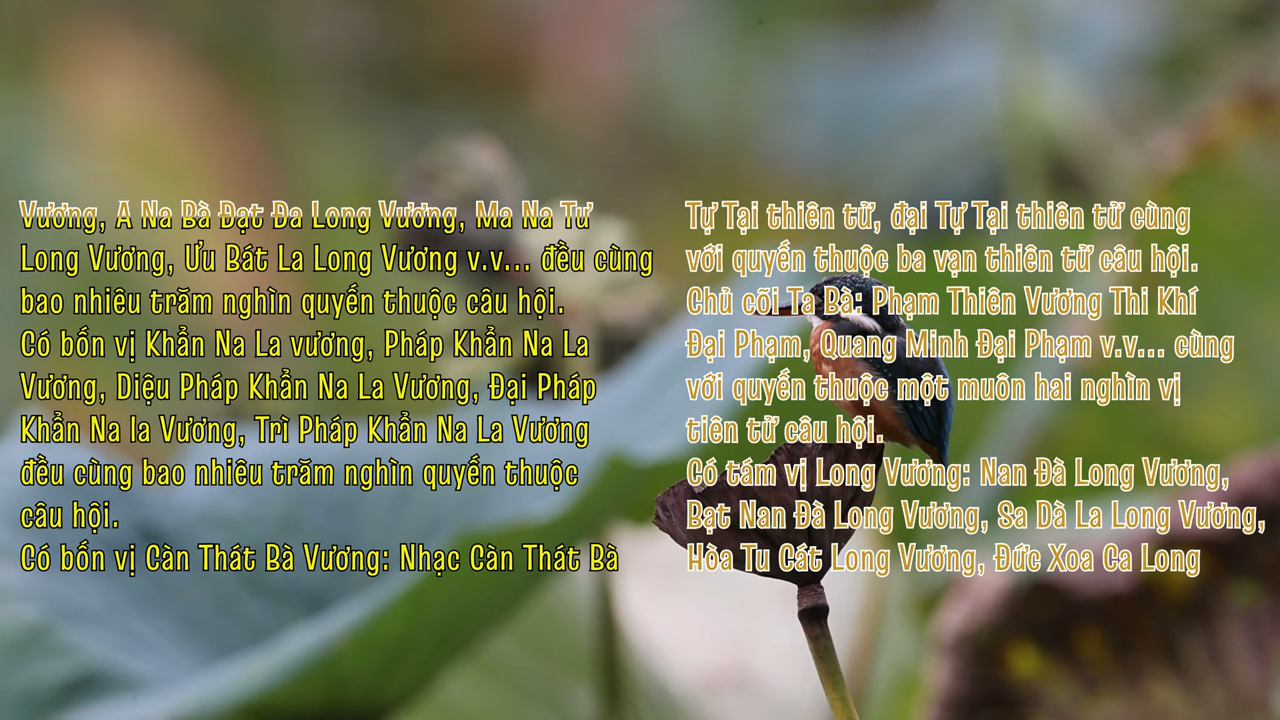 Vương, A Na Bà Đạt Đa Long Vương, Ma Na Tư
Long Vương, Ưu Bát La Long Vương v.v... đều cùng
bao nhiêu trăm nghìn quyến thuộc câu hội.
Có bốn vị Khẩn Na La vương, Pháp Khẩn Na La
Vương, Diệu Pháp Khẩn Na La Vương, Đại Pháp
Khẩn Na la Vương, Trì Pháp Khẩn Na La Vương
đều cùng bao nhiêu trăm nghìn quyến thuộc
câu hội.
Có bốn vị Càn Thát Bà Vương: Nhạc Càn Thát Bà
Tự Tại thiên tử, đại Tự Tại thiên tử cùng
với quyến thuộc ba vạn thiên tử câu hội.
Chủ cõi Ta Bà: Phạm Thiên Vương Thi Khí
Đại Phạm, Quang Minh Đại Phạm v.v... cùng
với quyến thuộc một muôn hai nghìn vị
tiên tử câu hội.
Có tám vị Long Vương: Nan Đà Long Vương,
Bạt Nan Đà Long Vương, Sa Dà La Long Vương,
Hòa Tu Cát Long Vương, Đức Xoa Ca Long